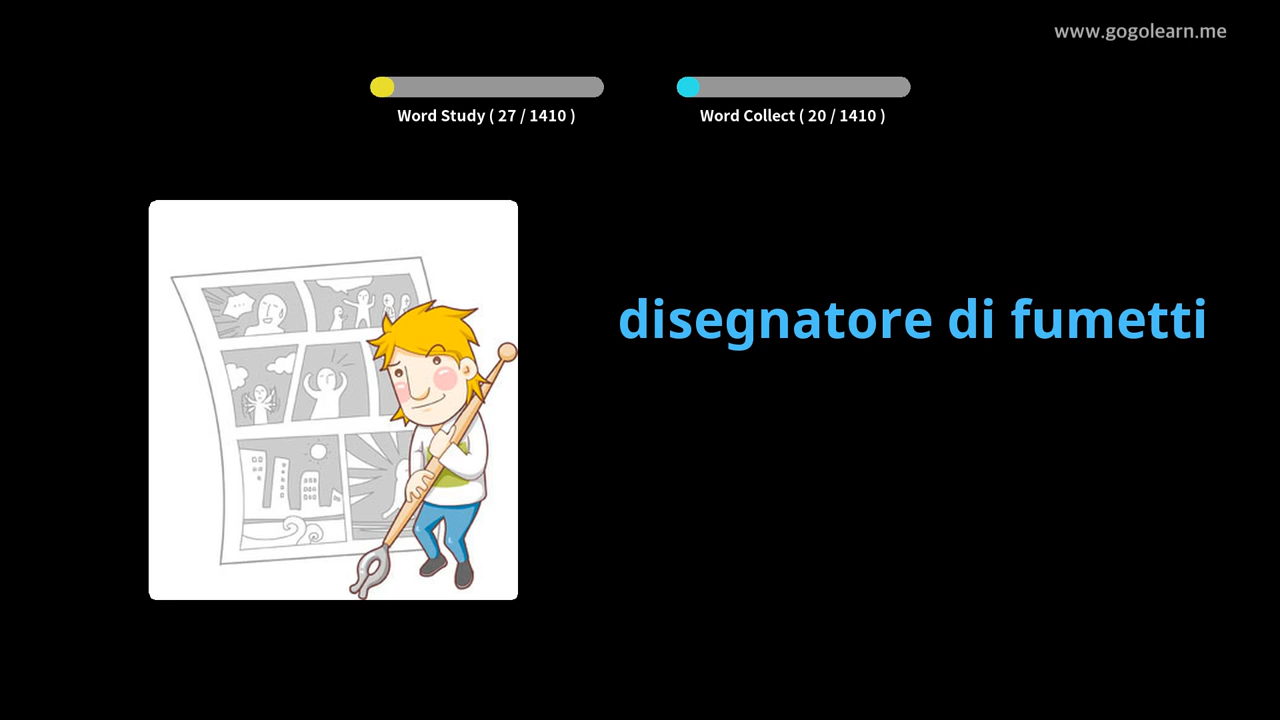 www.gogolearn.me
Word Study ( 27 / 1410 )
Word Collect ( 20 / 1410 )
...
disegnatore di fumetti